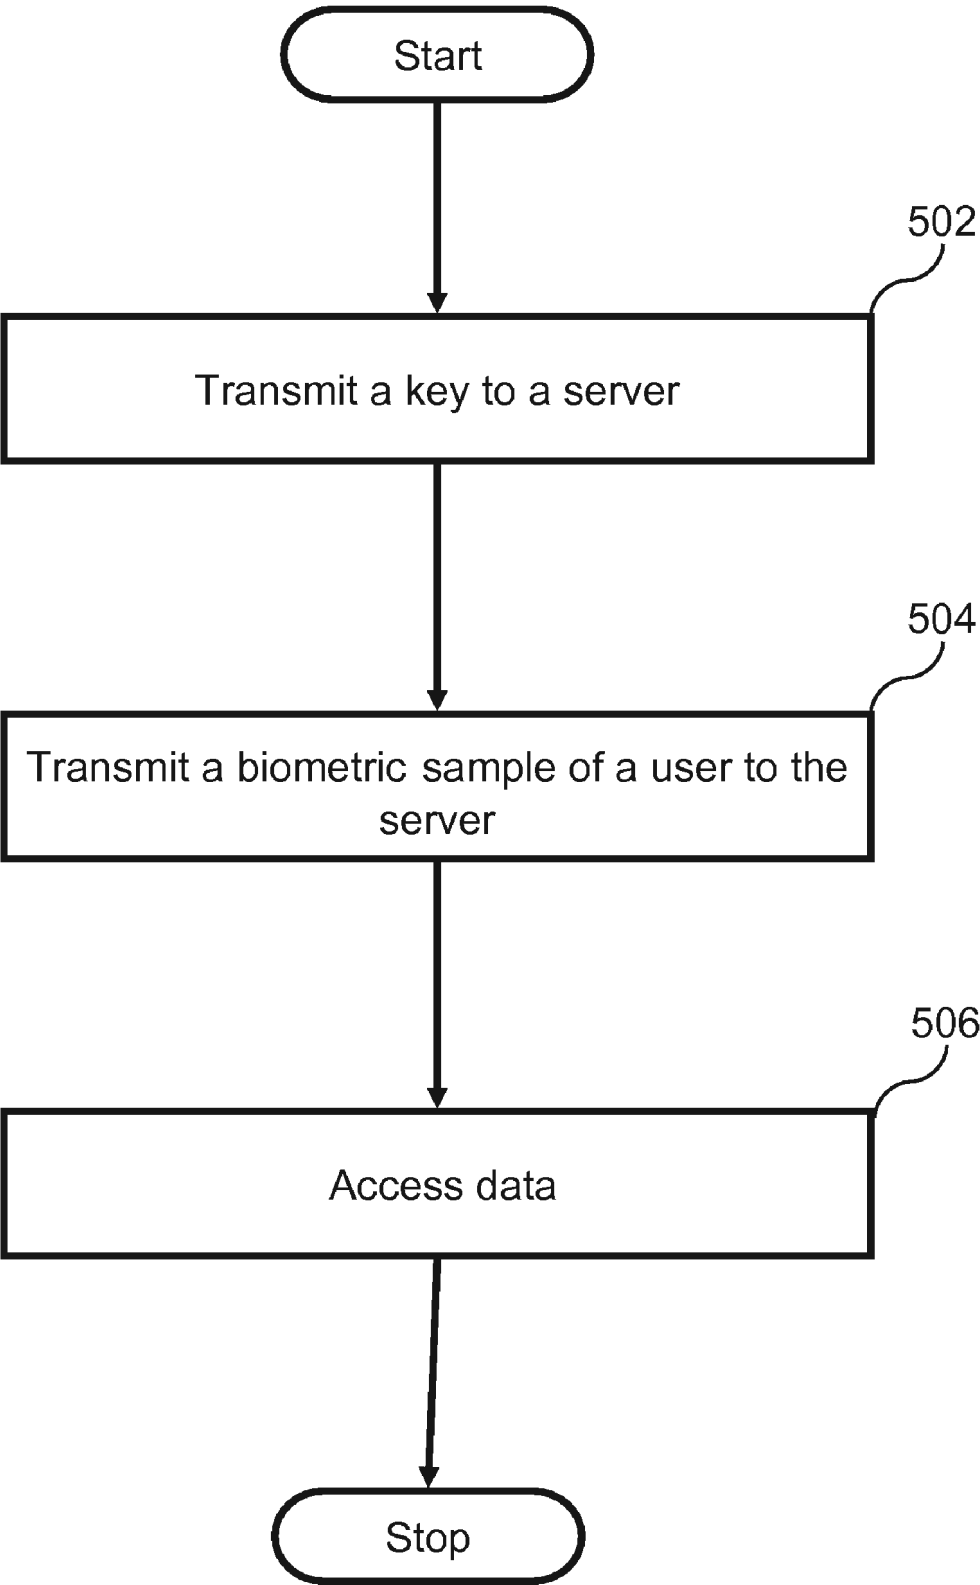 Start
502
Transmit a key to a server
504
Transmit a biometric sample of a user to the
server
506
Access data
Stop